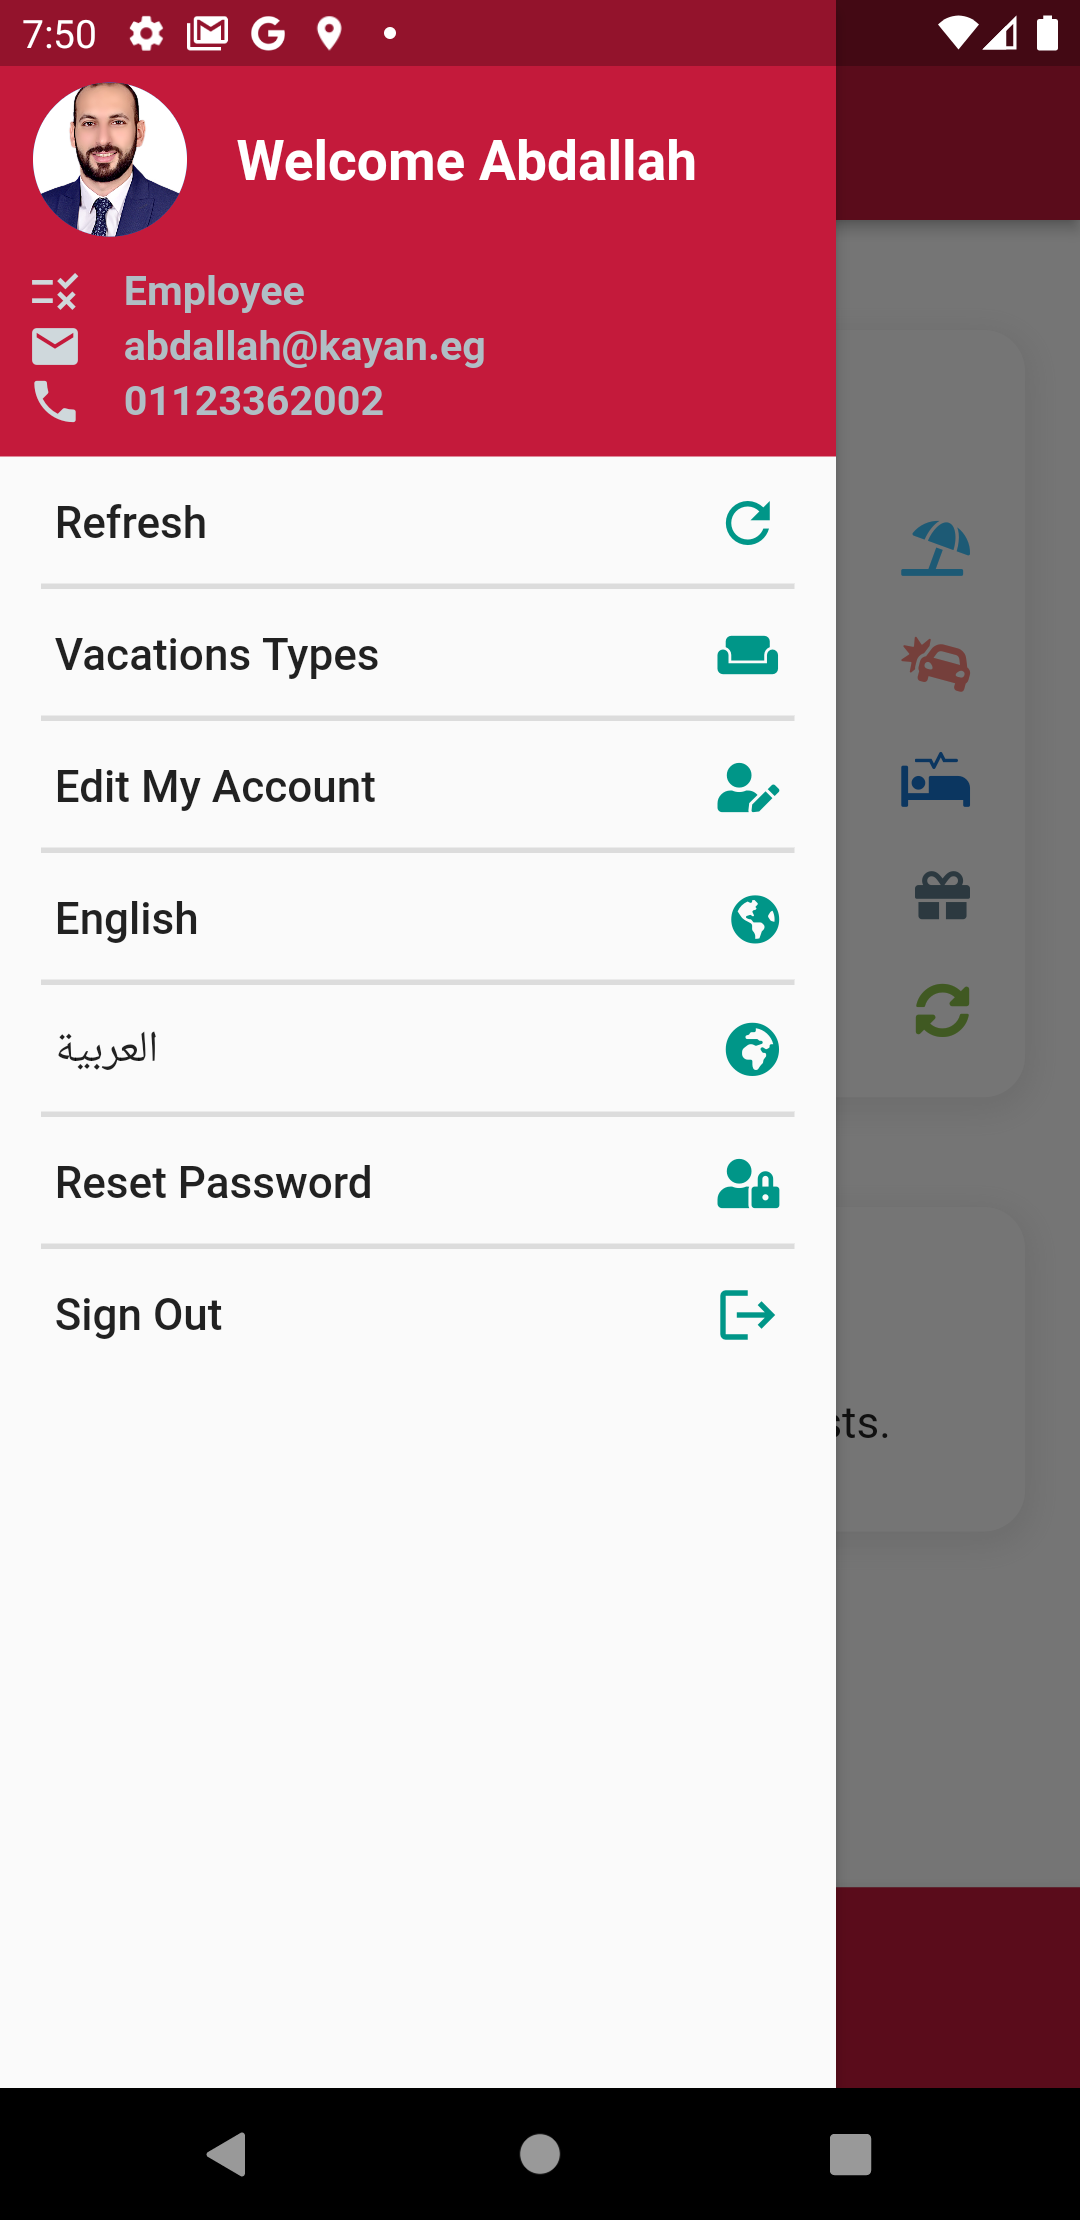 7:50
Welcome Abdallah
Employee
abdallah@kayan.eg
01123362002
Refresh
Vacations Types
Edit My Account
English
العربية
Reset Password
Sign Out